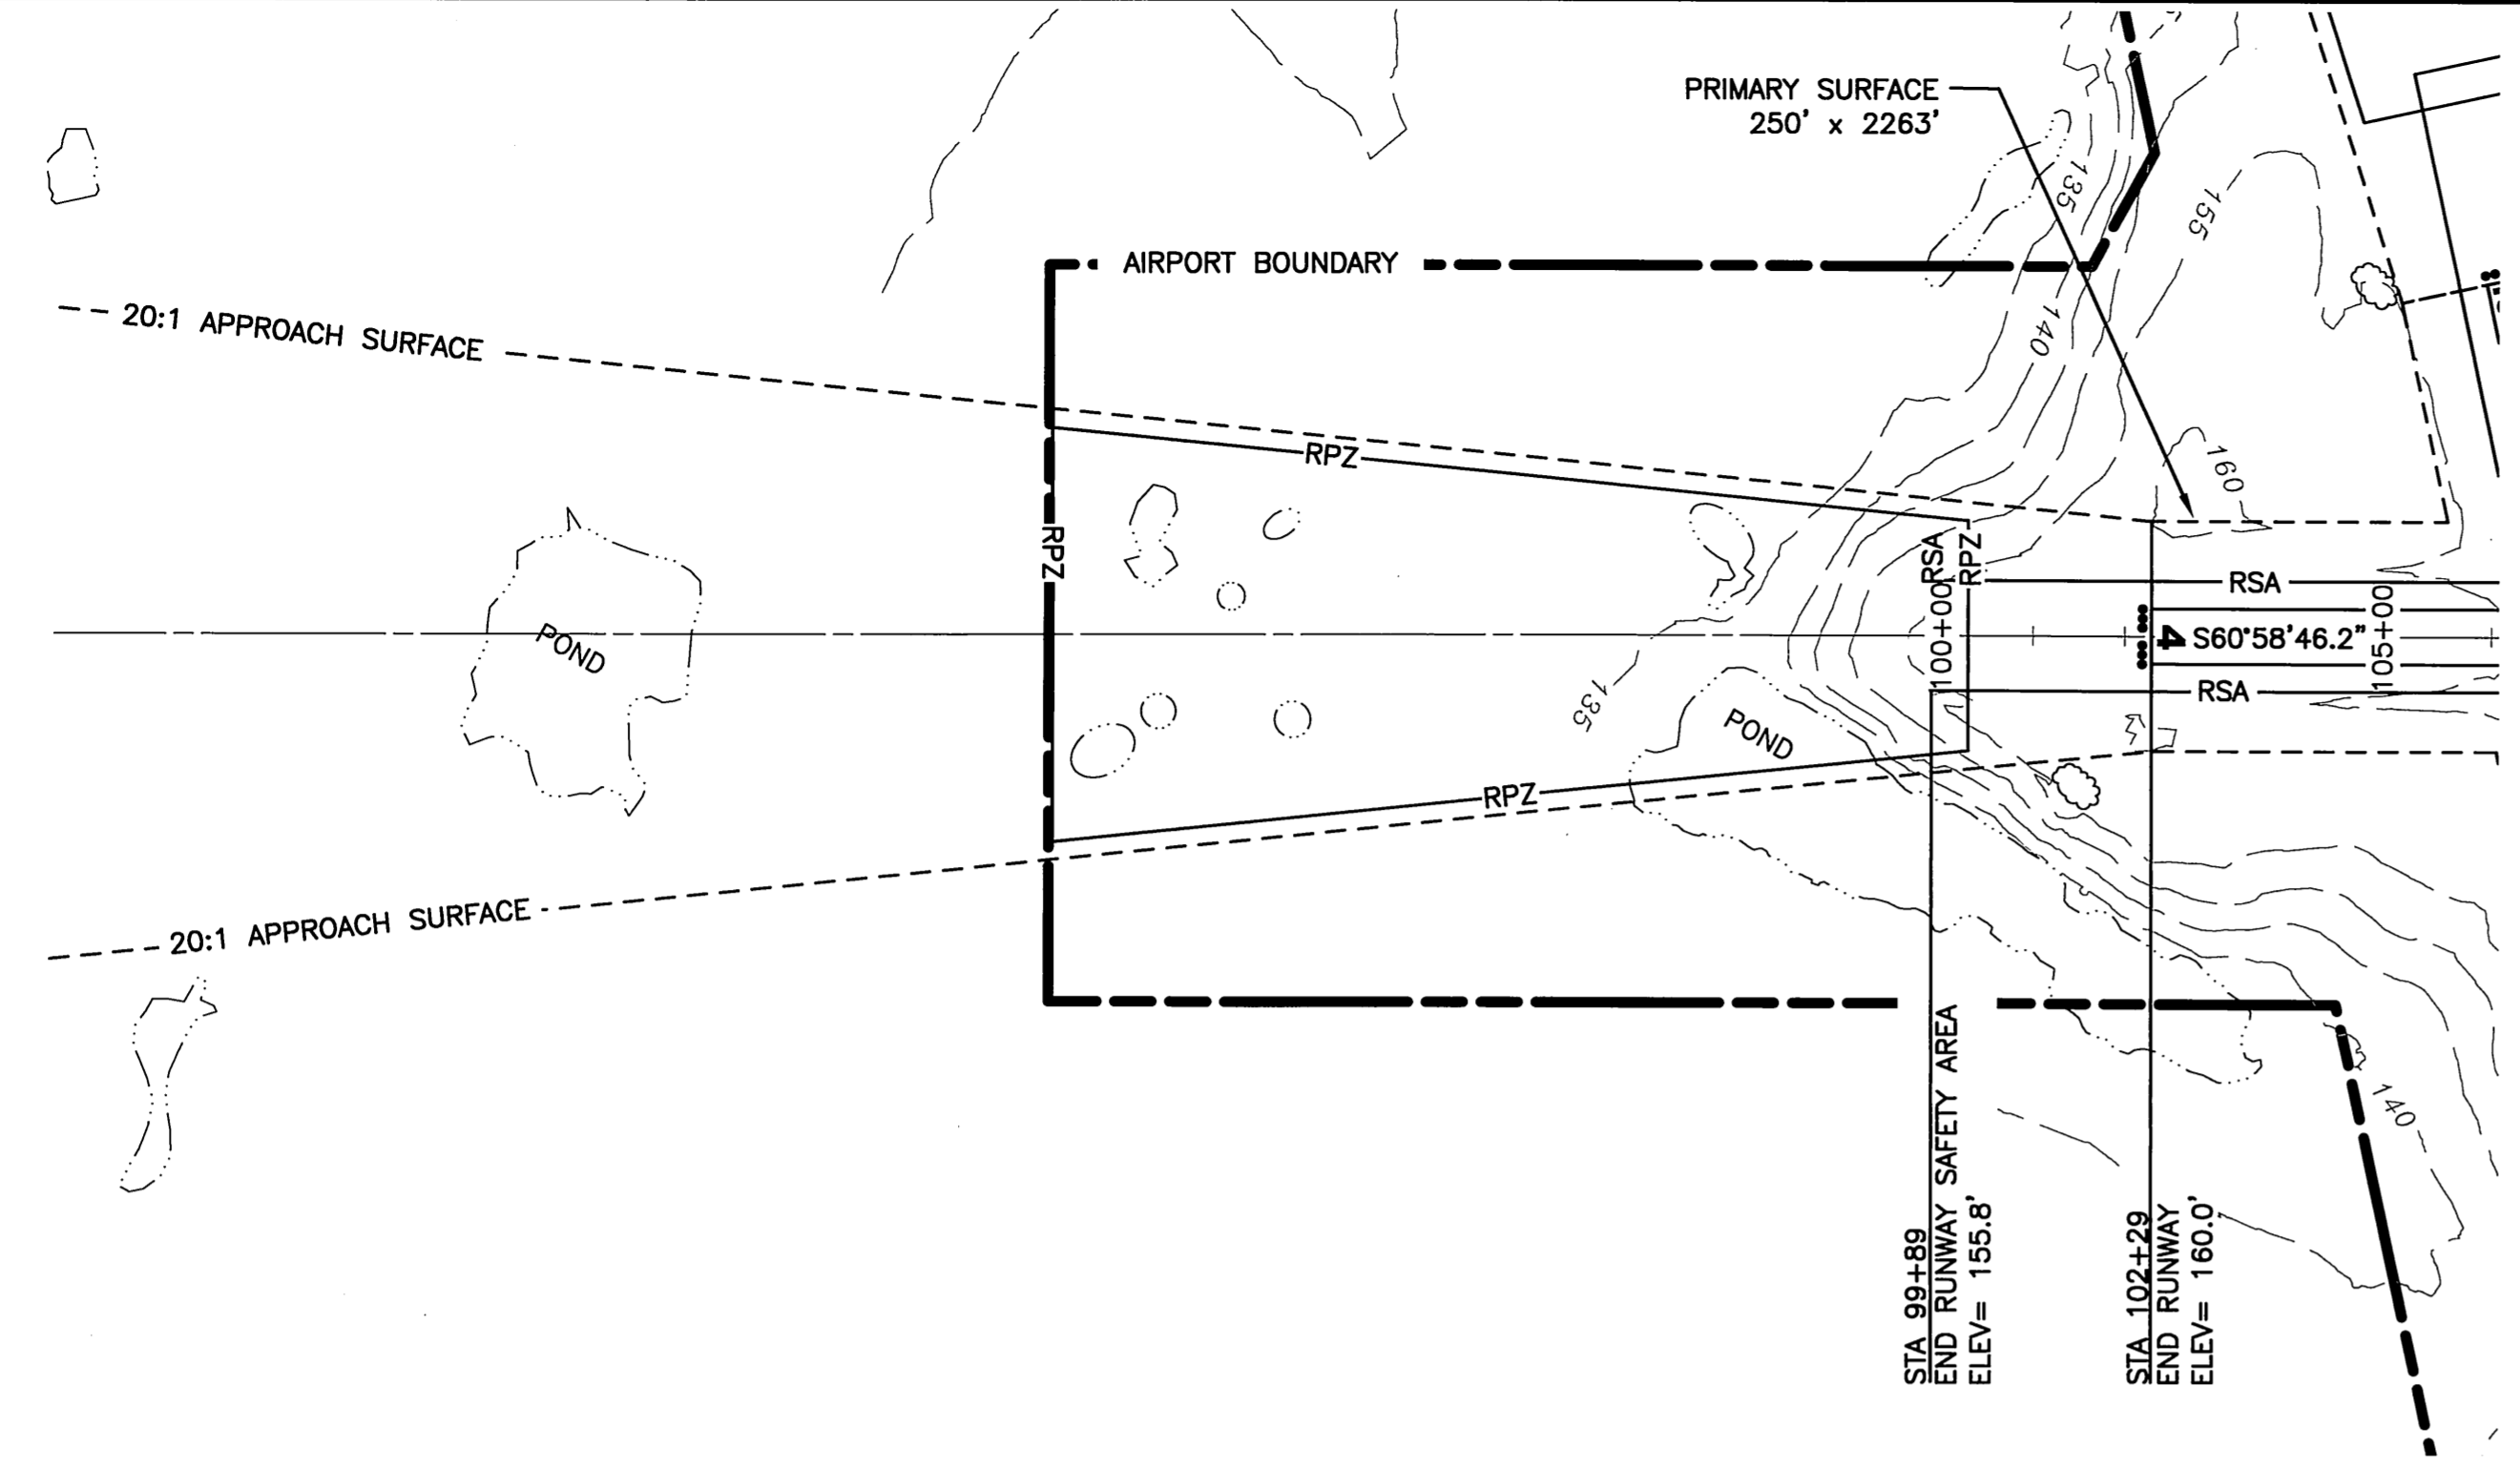 PRIMARY SURFACE
250' x 2263'
135
155
AIRPORT BOUNDARY
20:1 APPROACH SURFACE
140
RPZ
160
RPZ
RSA
RPZ
RSA
100+00
105+00
4 S60°58'46.2"
POND
RSA
135
POND
RPZ
20:1 APPROACH SURFACE
140
STA 99+89
END RUNWAY SAFETY AREA
ELEV= 155.8'
STA 102+29
END RUNWAY
ELEV= 160.0'